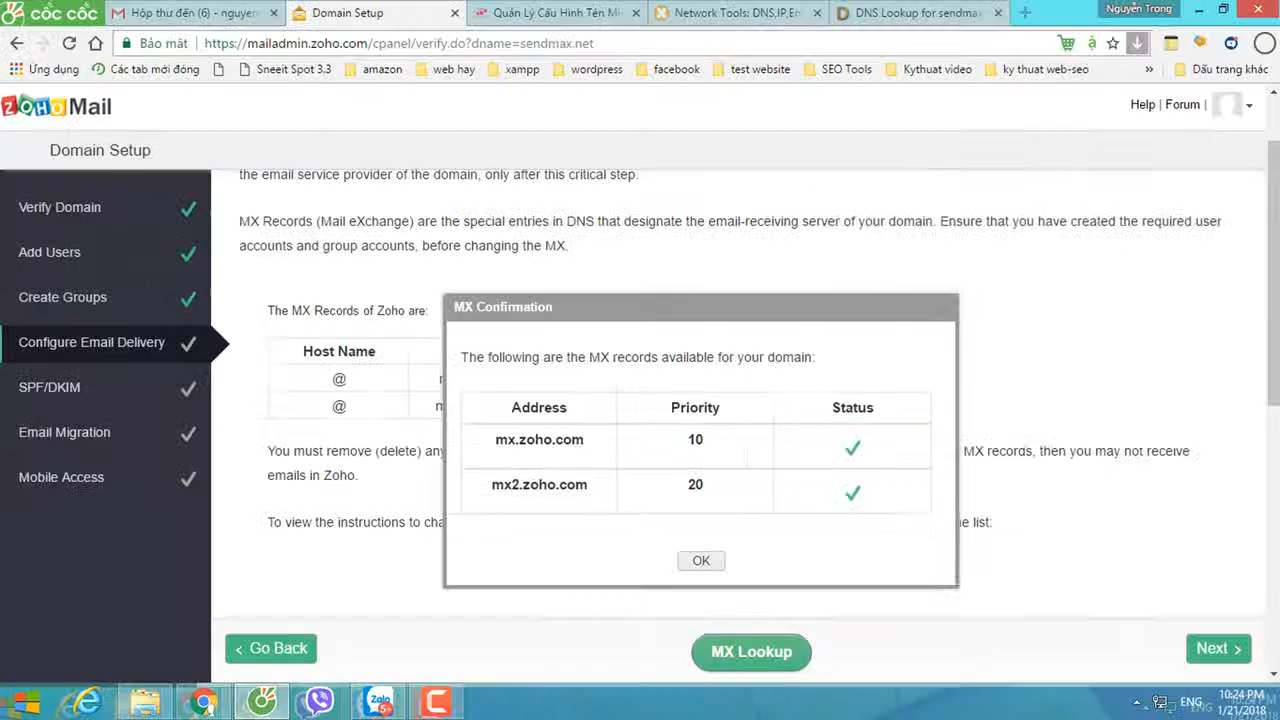 cốc cốc
Hộp thư đến (6) - nguyen
Domain Setup
Quản Lý Cấu Hình Tên Mi
Network Tools: DNS,IP,Em
DNS Lookup for sendmax
Nguyễn Trong
Bảo mật
https://mailadmin.zoho.com/cpanel/verify.do?dname=sendmax.net
Ứng dụng
Các tab mới đóng
Sneeit Spot 3.3
amazon
web hay
xampp
wordpress
facebook
test website
SEO Tools
Kythuat video
ky thuat web-seo
»
Dấu trang khác
ZOHO Mail
Help | Forum |
Domain Setup
Verify Domain
Add Users
Create Groups
Configure Email Delivery
SPF/DKIM
Email Migration
Mobile Access
the email service provider of the domain, only after this critical step.
MX Records (Mail eXchange) are the special entries in DNS that designate the email-receiving server of your domain. Ensure that you have created the required user
accounts and group accounts, before changing the MX.
The MX Records of Zoho are:
Host Name
@
@
You must remove (delete) any
MX records, then you may not receive
emails in Zoho.
To view the instructions to cha
e list:
MX Confirmation
The following are the MX records available for your domain:
Address Priority Status
mx.zoho.com 10
mx2.zoho.com 20
OK
‹ Go Back
MX Lookup
Next ›
Zalo
5+
ENG
10:24 PM
1/21/2018